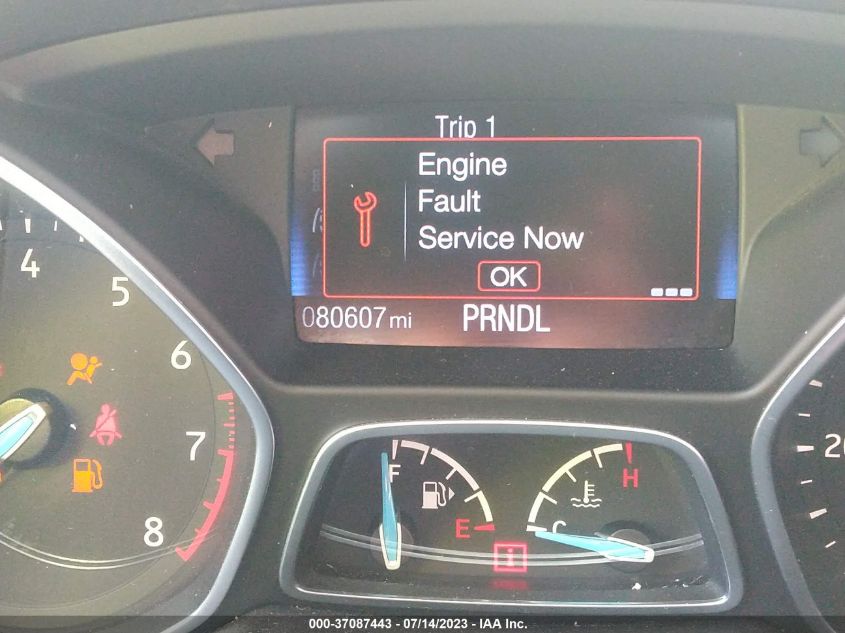 Trip 1
Engine
Fault
Service Now
OK
080607 mi PRNDL
4
5
6
7
8
F
E
C
H
20
000-37087443 - 07/14/2023 - IAA Inc.